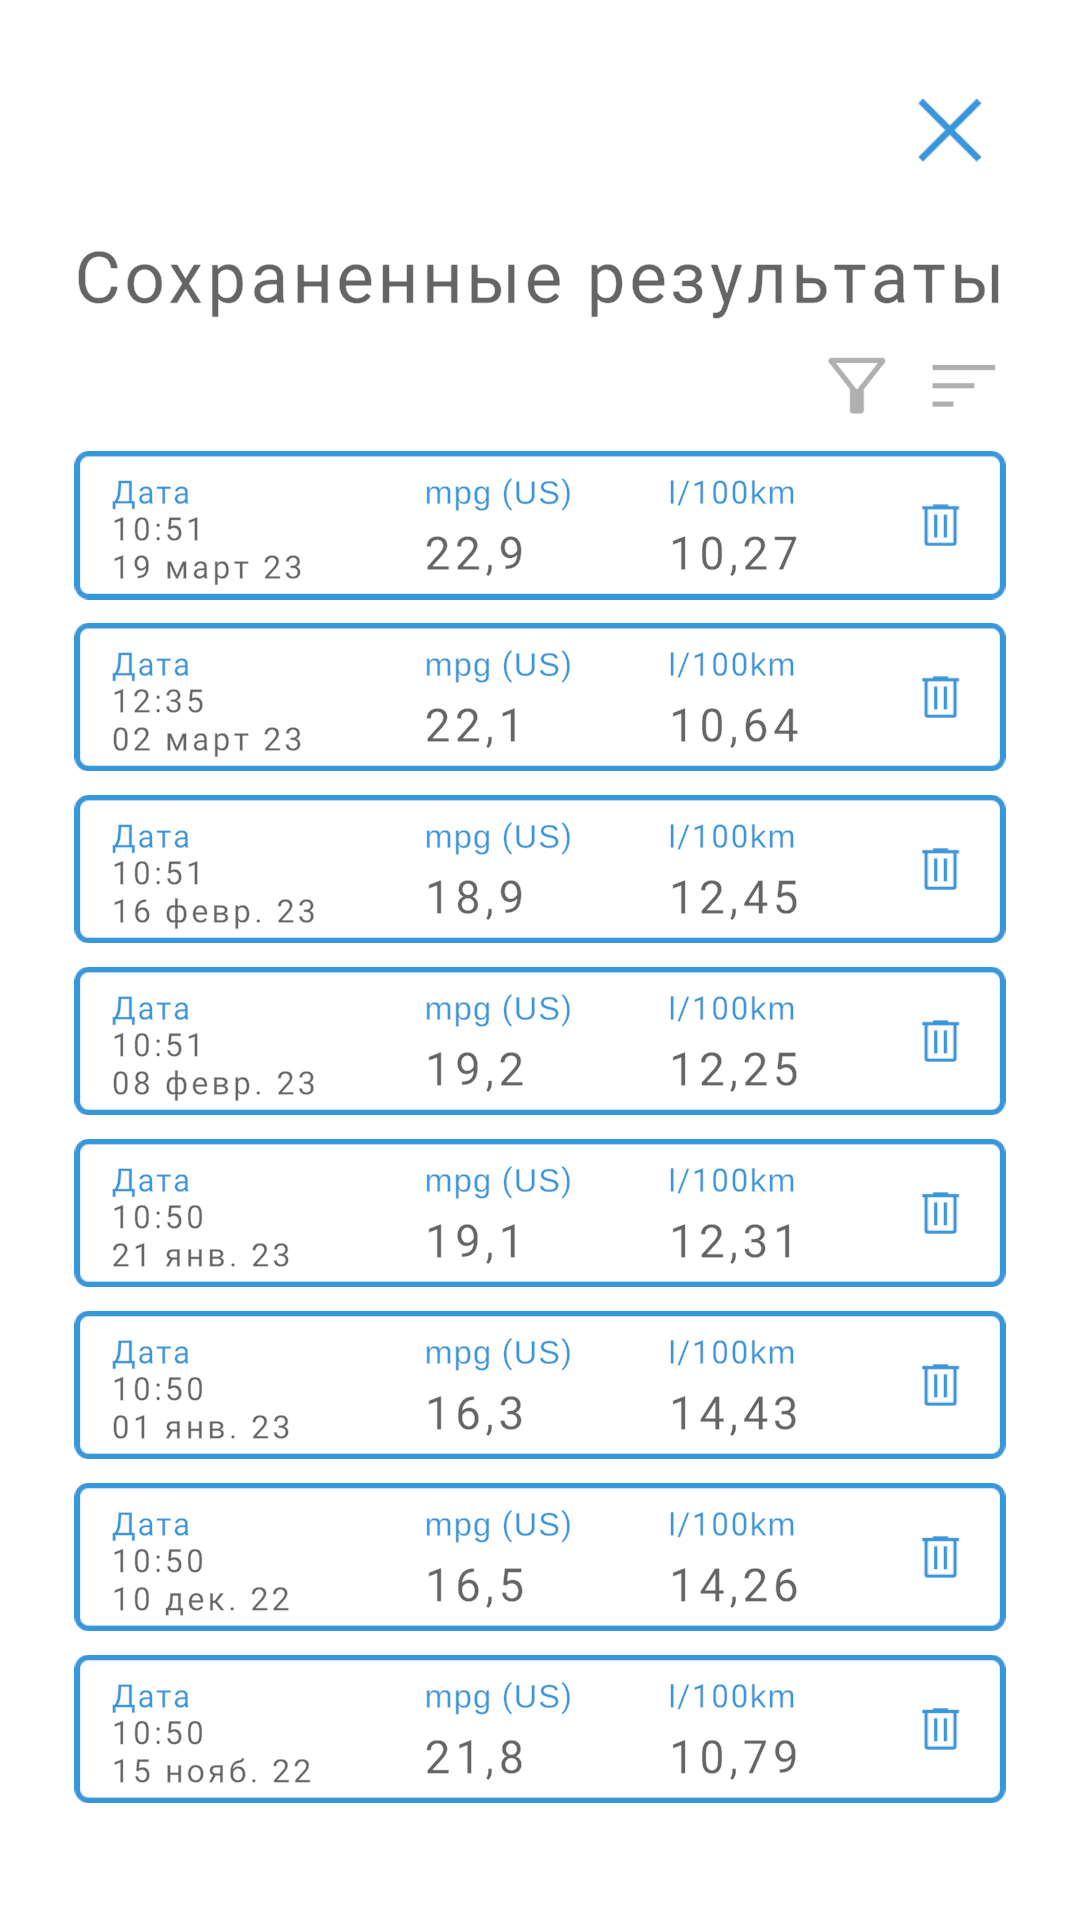 Сохраненные результаты
Дата mpg (US) l/100km
10:51
22,9 10,27
19 март 23
Дата mpg (US) l/100km
12:35
22,1 10,64
02 март 23
Дата mpg (US) l/100km
10:51
18,9 12,45
16 февр. 23
Дата mpg (US) l/100km
10:51
19,2 12,25
08 февр. 23
Дата mpg (US) l/100km
10:50
19,1 12,31
21 янв. 23
Дата mpg (US) l/100km
10:50
16,3 14,43
01 янв. 23
Дата mpg (US) l/100km
10:50
16,5 14,26
10 дек. 22
Дата mpg (US) l/100km
10:50
21,8 10,79
15 нояб. 22